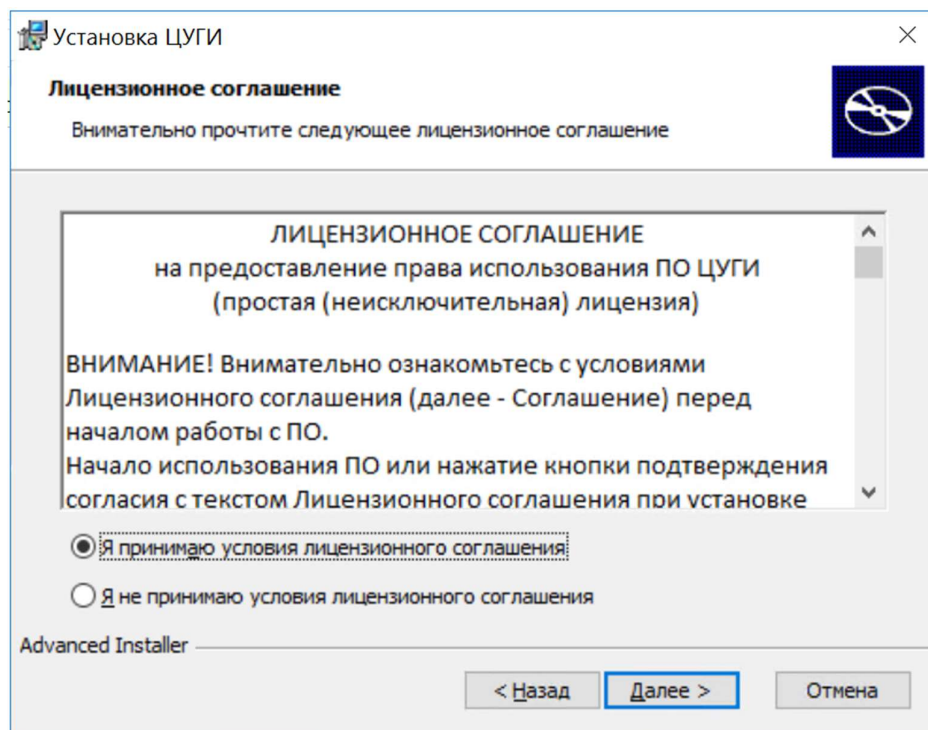 Установка ЦУГИ
Лицензионное соглашение
Внимательно прочтите следующее лицензионное соглашение
ЛИЦЕНЗИОННОЕ СОГЛАШЕНИЕ
на предоставление права использования ПО ЦУГИ
(простая (неисключительная) лицензия)
ВНИМАНИЕ! Внимательно ознакомьтесь с условиями
Лицензионного соглашения (далее - Соглашение) перед
началом работы с ПО.
Начало использования ПО или нажатие кнопки подтверждения
согласия с текстом Лицензионного соглашения при установке
Я принимаю условия лицензионного соглашения
Я не принимаю условия лицензионного соглашения
Advanced Installer
< Назад
Далее >
Отмена